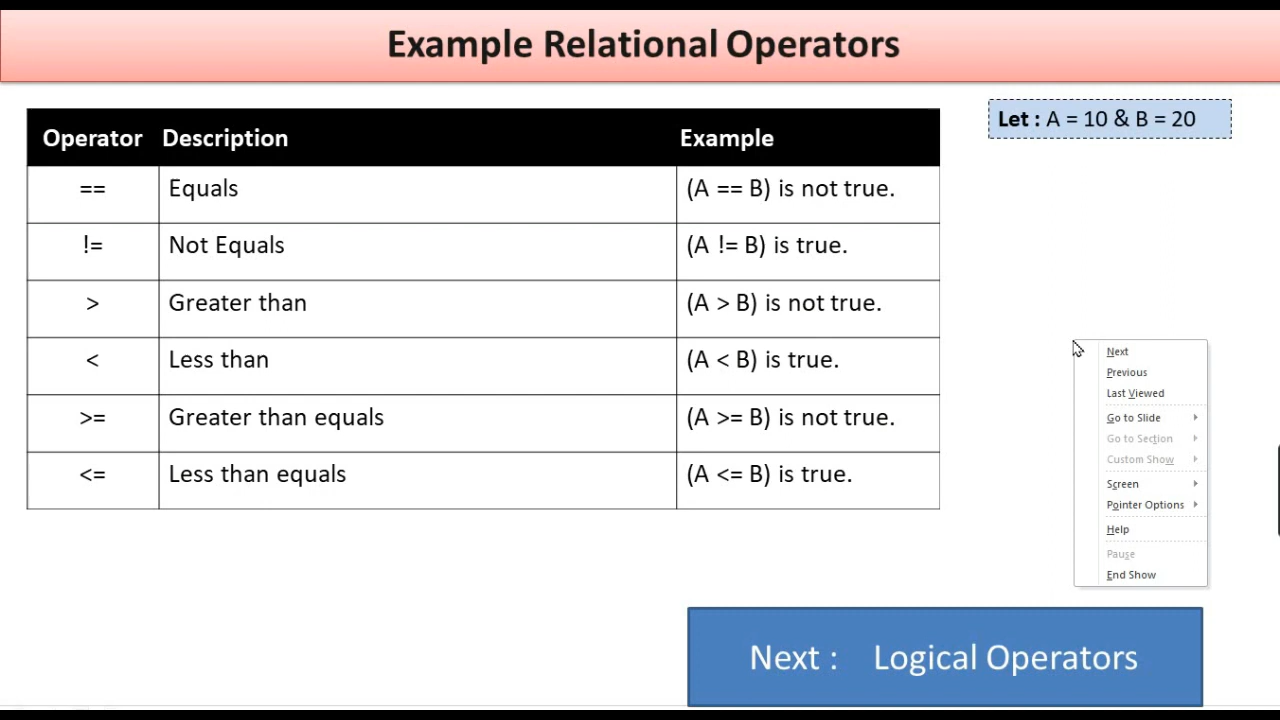 Example Relational Operators
Let : A = 10 & B = 20
Operator Description Example
== Equals (A == B) is not true.
!= Not Equals (A != B) is true.
> Greater than (A > B) is not true.
< Less than (A < B) is true.
>= Greater than equals (A >= B) is not true.
<= Less than equals (A <= B) is true.
Next
Previous
Last Viewed
Go to Slide
Go to Section
Custom Show
Screen
Pointer Options
Help
Pause
End Show
Next : Logical Operators